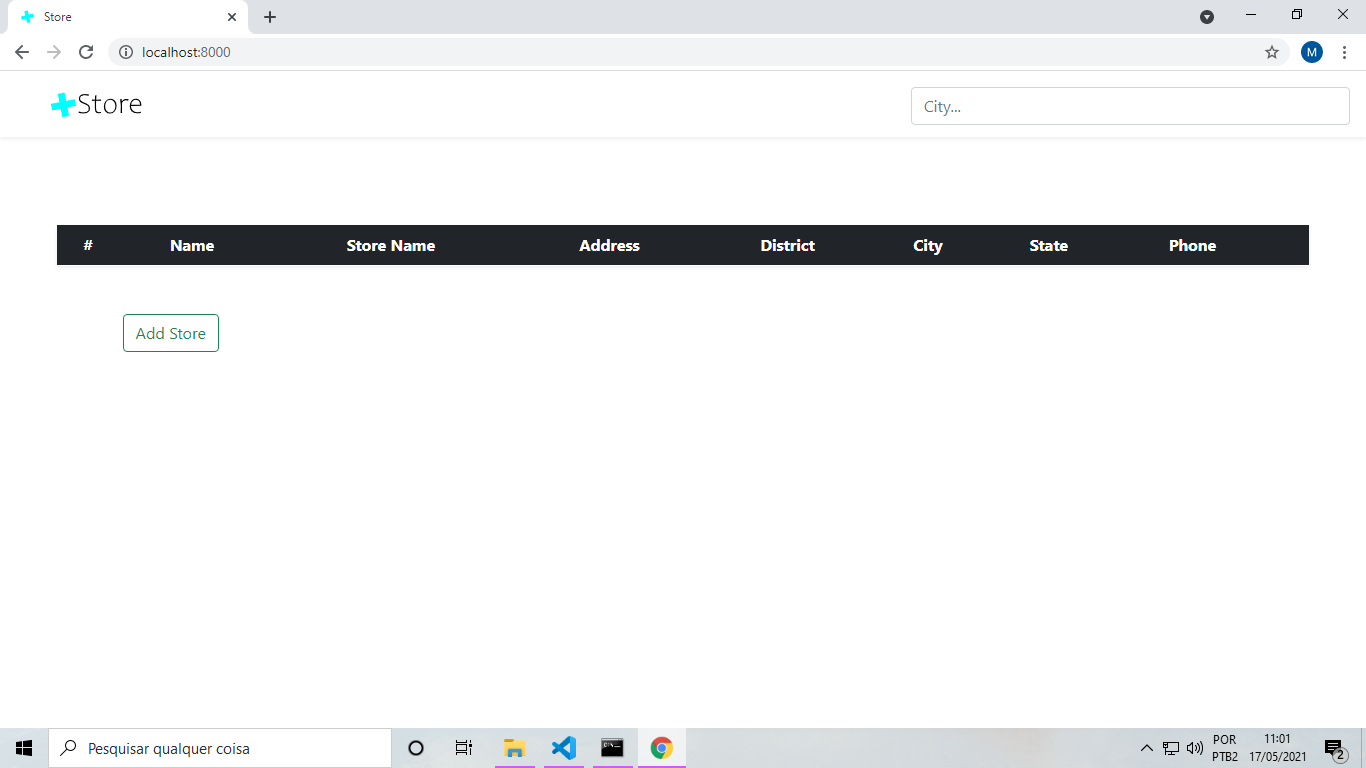 Store
localhost:8000
Store
City...
# Name Store Name Address District City State Phone
Add Store
Pesquisar qualquer coisa
POR
PTB2
11:01
17/05/2021
2
M